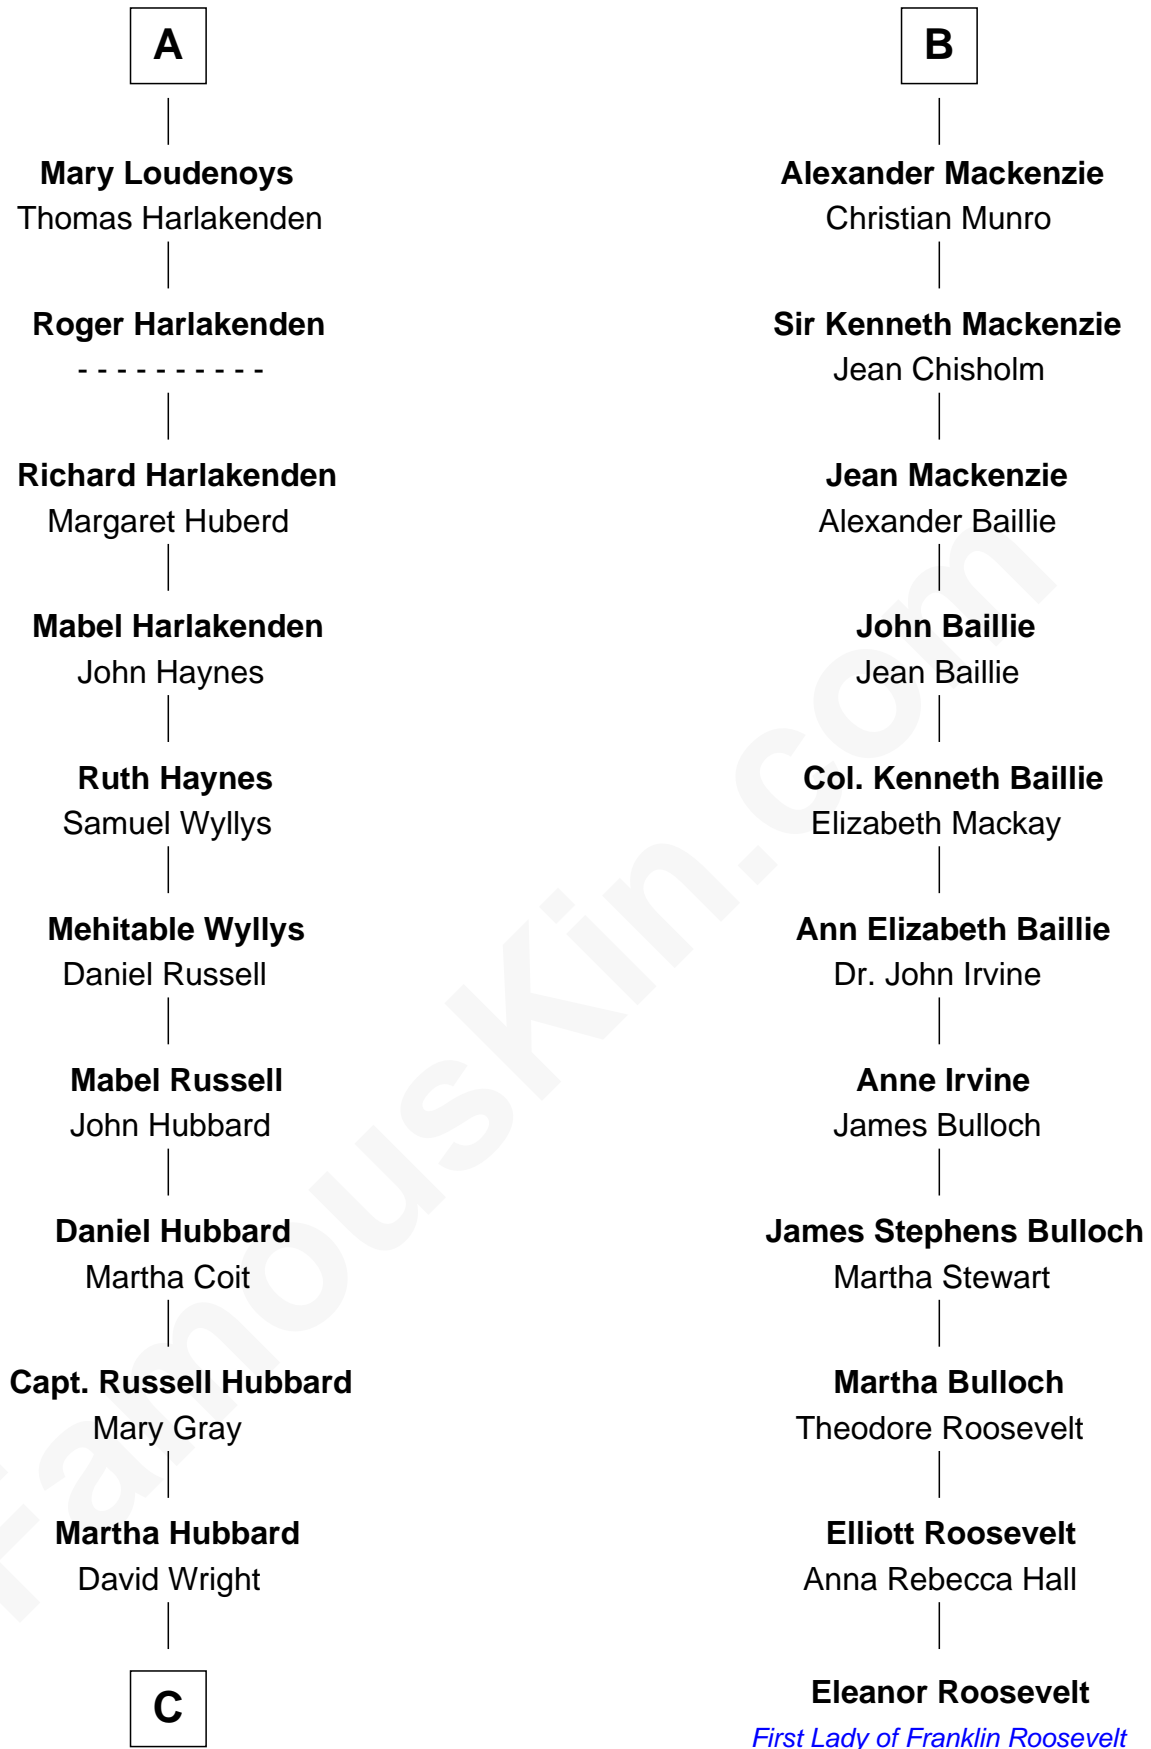 A
Mary Loudenoys
Thomas Harlakenden
Roger Harlakenden
- - - - - - - - - -
Richard Harlakenden
Margaret Huberd
Mabel Harlakenden
John Haynes
Ruth Haynes
Samuel Wyllys
Mehitable Wyllys
Daniel Russell
Mabel Russell
John Hubbard
Daniel Hubbard
Martha Coit
Capt. Russell Hubbard
Mary Gray
Martha Hubbard
David Wright
C
B
Alexander Mackenzie
Christian Munro
Sir Kenneth Mackenzie
Jean Chisholm
Jean Mackenzie
Alexander Baillie
John Baillie
Jean Baillie
Col. Kenneth Baillie
Elizabeth Mackay
Ann Elizabeth Baillie
Dr. John Irvine
Anne Irvine
James Bulloch
James Stephens Bulloch
Martha Stewart
Martha Bulloch
Theodore Roosevelt
Elliott Roosevelt
Anna Rebecca Hall
Eleanor Roosevelt
First Lady of Franklin Roosevelt
FamousKin.com